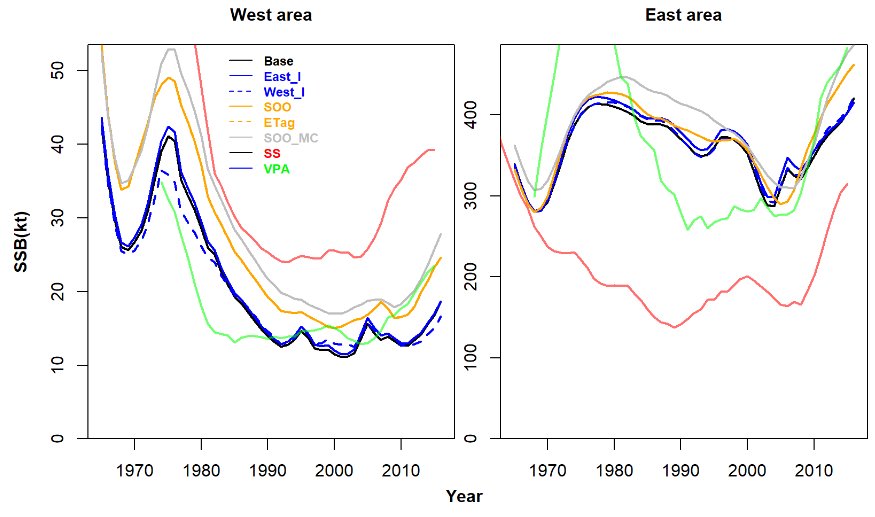 West area
East area
SSB(kt)
50
40
30
20
10
0
Base
East_I
West_I
SOO
ETag
SOO_MC
SS
VPA
400
300
200
100
0
1970
1980
1990
2000
2010
1970
1980
1990
2000
2010
Year